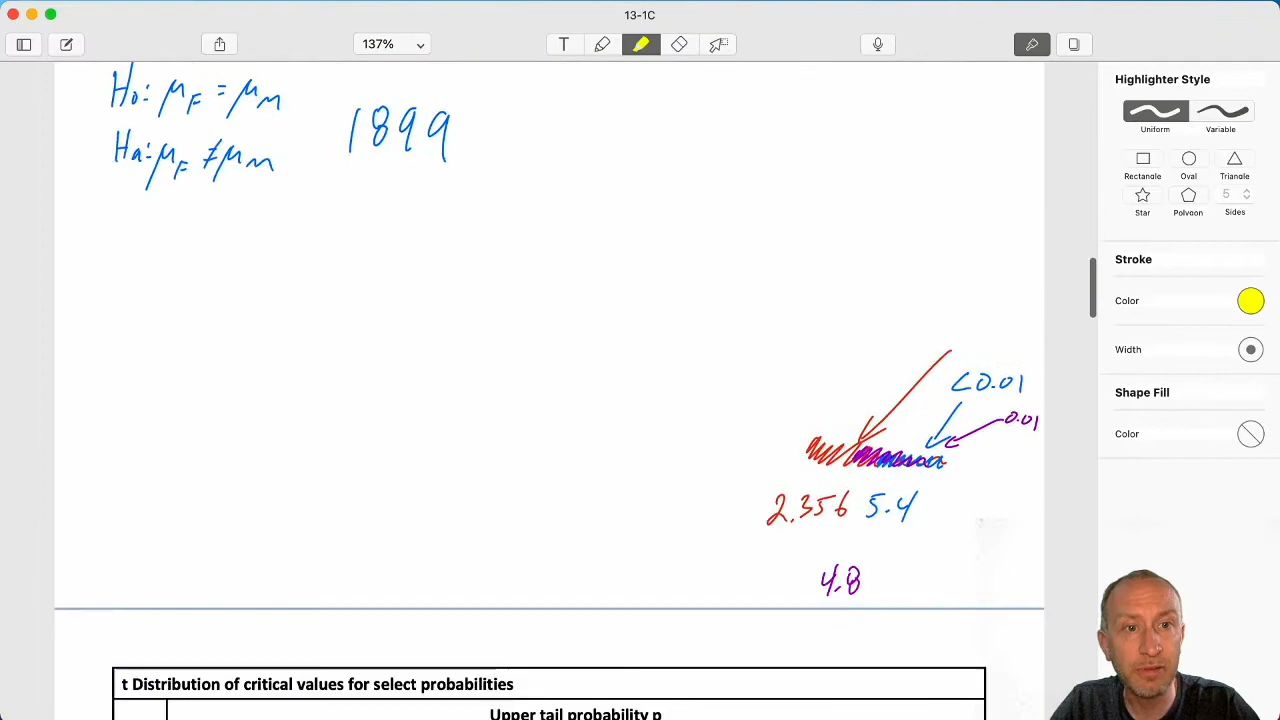 13-1C
137%
T
H₀: μF = μM
Ha: μF ≠ μM
1899
<0.01
0.01
2.356 5.4
4.8
t Distribution of critical values for select probabilities
Upper tail probability p
Highlighter Style
Uniform Variable
Rectangle Oval Triangle
5
Star Polygon Sides
Stroke
Color
Width
Shape Fill
Color